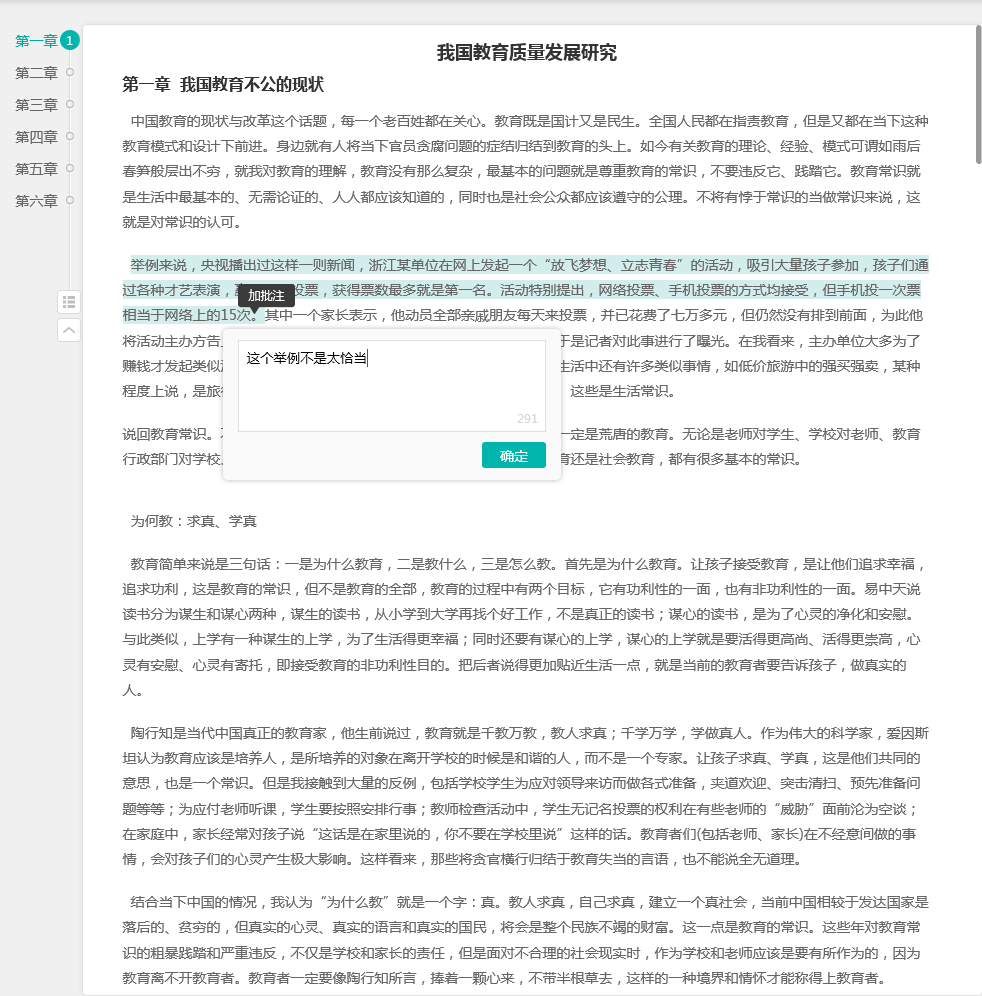 第一章 1
第二章
第三章
第四章
第五章
第六章
我国教育质量发展研究
第一章 我国教育不公的现状
中国教育的现状与改革这个话题，每一个老百姓都在关心。教育既是国计又是民生。全国人民都在指责教育，但是又都在当下这种
教育模式和设计下前进。身边就有人将当下官员贪腐问题的症结归结到教育的头上。如今有关教育的理论、经验、模式可谓如雨后
春笋般层出不穷，就我对教育的理解，教育没有那么复杂，最基本的问题就是尊重教育的常识，不要违反它、践踏它。教育常识就
是生活中最基本的、无需论证的、人人都应该知道的，同时也是社会公众都应该遵守的公理。不将有悖于常识的当做常识来说，这
就是对常识的认可。
举例来说，央视播出过这样一则新闻，浙江某单位在网上发起一个“放飞梦想、立志青春”的活动，吸引大量孩子参加，孩子们通
过各种才艺表演，投票，获得票数最多就是第一名。活动特别提出，网络投票、手机投票的方式均接受，但手机投一次票
加批注
相当于网络上的15次。其中一个家长表示，他动员全部亲戚朋友每天来投票，并已花费了七万多元，但仍然没有排到前面，为此他
将活动主办方告 于是记者对此事进行了曝光。在我看来，主办单位大多为了
这个举例不是太恰当
赚钱才发起类似 生活中还有许多类似事情，如低价旅游中的强买强卖，某种
程度上说，是旅 这些是生活常识。
291
说回教育常识。 一定是荒唐的教育。无论是老师对学生、学校对老师、教育
确定
行政部门对学校 育还是社会教育，都有很多基本的常识。
为何教：求真、学真
教育简单来说是三句话：一是为什么教育，二是教什么，三是怎么教。首先是为什么教育。让孩子接受教育，是让他们追求幸福，
追求功利，这是教育的常识，但不是教育的全部，教育的过程中有两个目标，它有功利性的一面，也有非功利性的一面。易中天说
读书分为谋生和谋心两种，谋生的读书，从小学到大学再找个好工作，不是真正的读书；谋心的读书，是为了心灵的净化和安慰。
与此类似，上学有一种谋生的上学，为了生活得更幸福；同时还要有谋心的上学，谋心的上学就是要活得更高尚、活得更崇高，心
灵有安慰、心灵有寄托，即接受教育的非功利性目的。把后者说得更加贴近生活一点，就是当前的教育者要告诉孩子，做真实的
人。
陶行知是当代中国真正的教育家，他生前说过，教育就是千教万教，教人求真；千学万学，学做真人。作为伟大的科学家，爱因斯
坦认为教育应该是培养人，是所培养的对象在离开学校的时候是和谐的人，而不是一个专家。让孩子求真、学真，这是他们共同的
意思，也是一个常识。但是我接触到大量的反例，包括学校学生为应对领导来访而做各式准备，夹道欢迎、突击清扫、预先准备问
题等等；为应付老师听课，学生要按照安排行事；教师检查活动中，学生无记名投票的权利在有些老师的“威胁”面前沦为空谈；
在家庭中，家长经常对孩子说“这话是在家里说的，你不要在学校里说”这样的话。教育者们(包括老师、家长)在不经意间做的事
情，会对孩子们的心灵产生极大影响。这样看来，那些将贪官横行归结于教育失当的言语，也不能说全无道理。
结合当下中国的情况，我认为“为什么教”就是一个字：真。教人求真，自己求真，建立一个真社会，当前中国相较于发达国家是
落后的、贫穷的，但真实的心灵、真实的语言和真实的国民，将会是整个民族不竭的财富。这一点是教育的常识。这些年对教育常
识的粗暴践踏和严重违反，不仅是学校和家长的责任，但是面对不合理的社会现实时，作为学校和老师应该是要有所作为的，因为
教育离不开教育者。教育者一定要像陶行知所言，捧着一颗心来，不带半根草去，这样的一种境界和情怀才能称得上教育者。